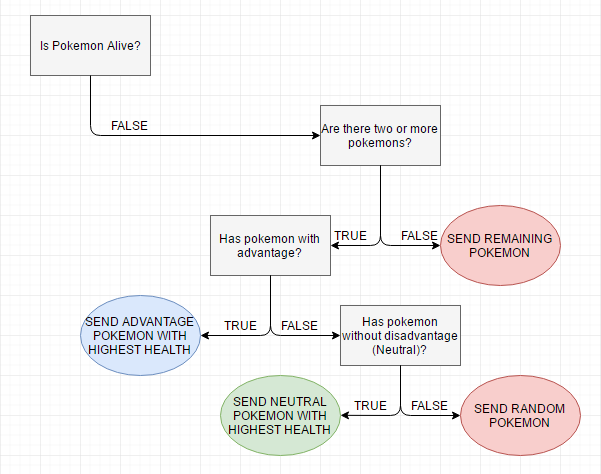 Is Pokemon Alive?
FALSE
Are there two or more
pokemons?
TRUE
FALSE
Has pokemon with
advantage?
SEND REMAINING
POKEMON
TRUE
FALSE
SEND ADVANTAGE
POKEMON WITH
HIGHEST HEALTH
Has pokemon
without disadvantage
(Neutral)?
TRUE
FALSE
SEND NEUTRAL
POKEMON WITH
HIGHEST HEALTH
SEND RANDOM
POKEMON